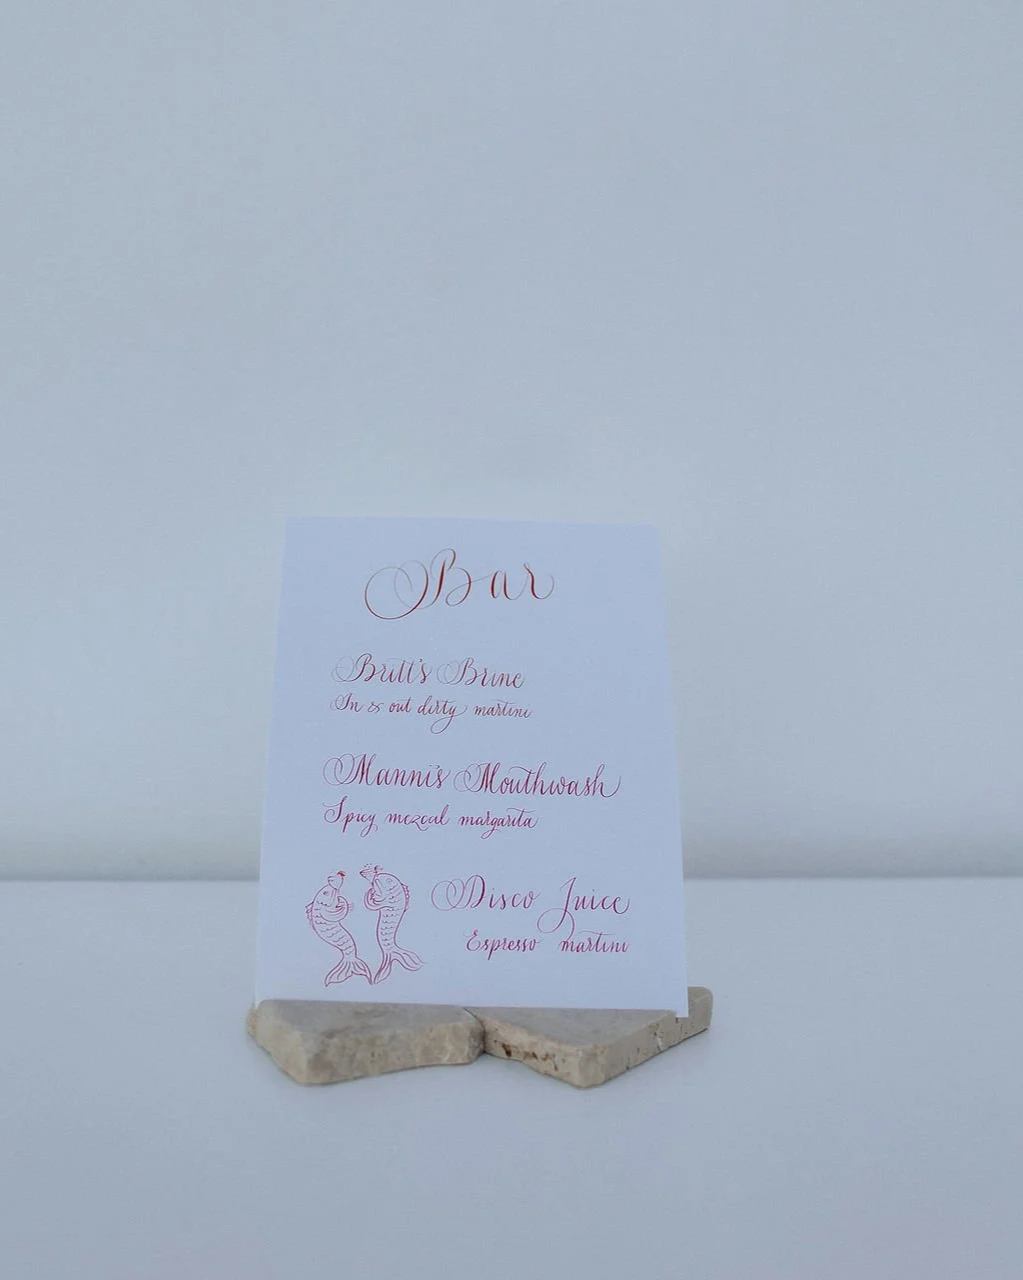 Bar
Britt's Brine
In & out dirty martini
Manni's Mouthwash
Spicy mezcal margarita
Disco Juice
Espresso martini